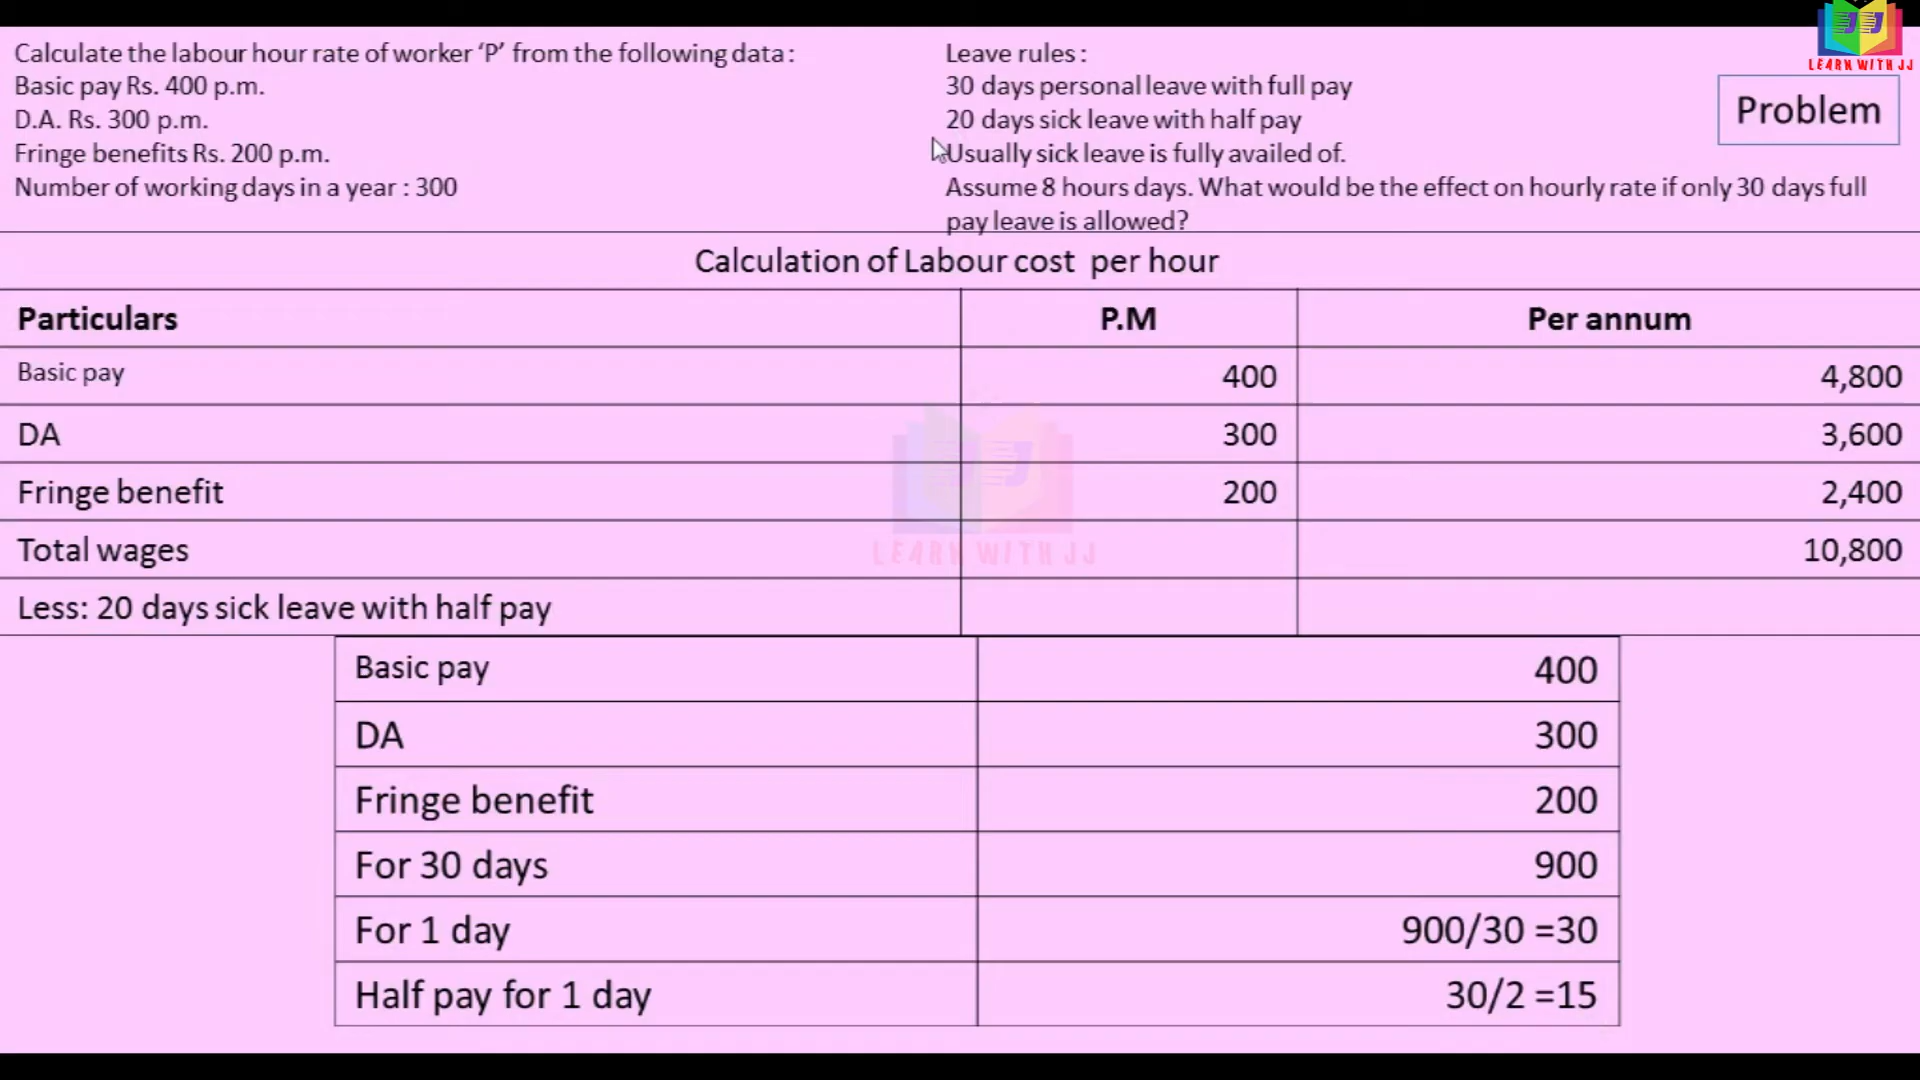 Calculate the labour hour rate of worker ‘P’ from the following data :
Basic pay Rs. 400 p.m.
D.A. Rs. 300 p.m.
Fringe benefits Rs. 200 p.m.
Number of working days in a year : 300
Leave rules :
30 days personal leave with full pay
20 days sick leave with half pay
Usually sick leave is fully availed of.
Assume 8 hours days. What would be the effect on hourly rate if only 30 days full
pay leave is allowed?
LEARN WITH JJ
Problem
Calculation of Labour cost per hour
Particulars P.M Per annum
Basic pay 400 4,800
DA 300 3,600
Fringe benefit 200 2,400
Total wages 10,800
Less: 20 days sick leave with half pay
LEARN WITH JJ
Basic pay 400
DA 300
Fringe benefit 200
For 30 days 900
For 1 day 900/30 =30
Half pay for 1 day 30/2 =15